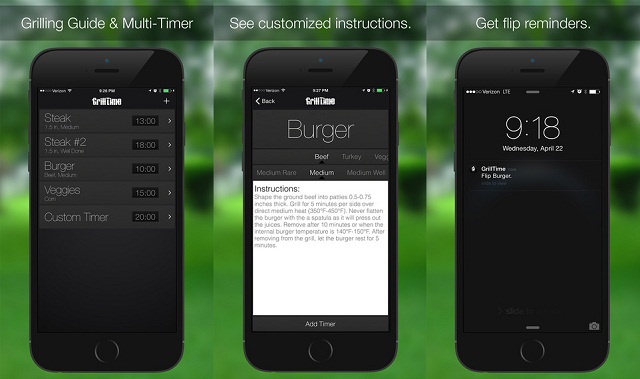 Grilling Guide & Multi-Timer
Verizon 9:26 PM
GrillTime +
Steak 13:00
1.5 in, Medium
Steak #2 18:00
1.5 in, Well Done
Burger 10:00
Beef, Medium
Veggies 15:00
Corn
Custom Timer 20:00
See customized instructions.
Verizon 9:27 PM
Back GrillTime
Burger
Beef Turkey Vegg
Medium Rare Medium Medium Well
Instructions:
Shape the ground beef into patties 0.5-0.75
inches thick. Grill for 5 minutes per side over
direct medium heat (350°F-450°F). Never flatten
the burger with the a spatula as it will press out
the juices. Remove after 10 minutes or when the
internal burger temperature is 140°F-150°F. After
removing from the grill, let the burger rest for 5
minutes.
Add Timer
Get flip reminders.
Verizon LTE
9:18
Wednesday, April 22
GrillTime now
Flip Burger.
slide to view